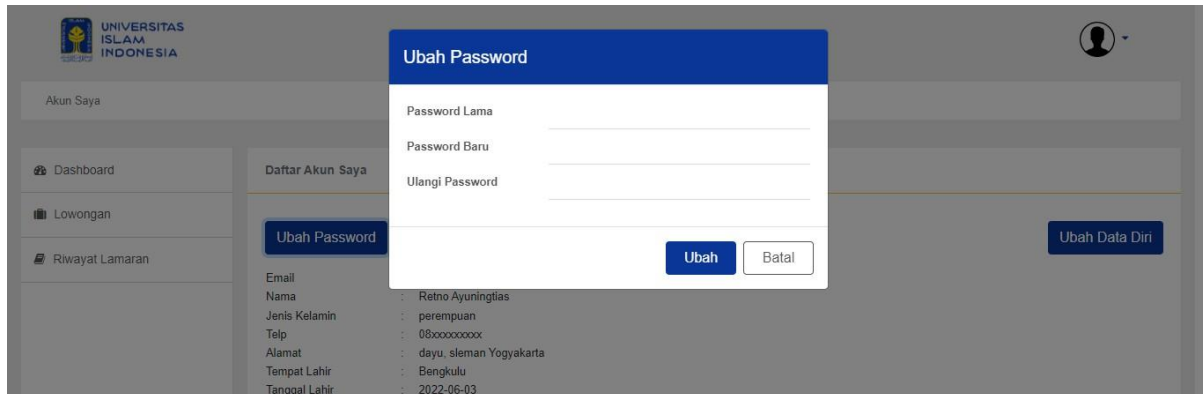 UNIVERSITAS
ISLAM
INDONESIA
Akun Saya
Dashboard
Lowongan
Riwayat Lamaran
Daftar Akun Saya
Ubah Password
Ubah Data Diri
Email
Nama : Retno Ayuningtias
Jenis Kelamin : perempuan
Telp : 08xxxxxxxxx
Alamat : dayu, sleman Yogyakarta
Tempat Lahir : Bengkulu
Tanggal Lahir : 2022-06-03
Ubah Password
Password Lama
Password Baru
Ulangi Password
Ubah
Batal